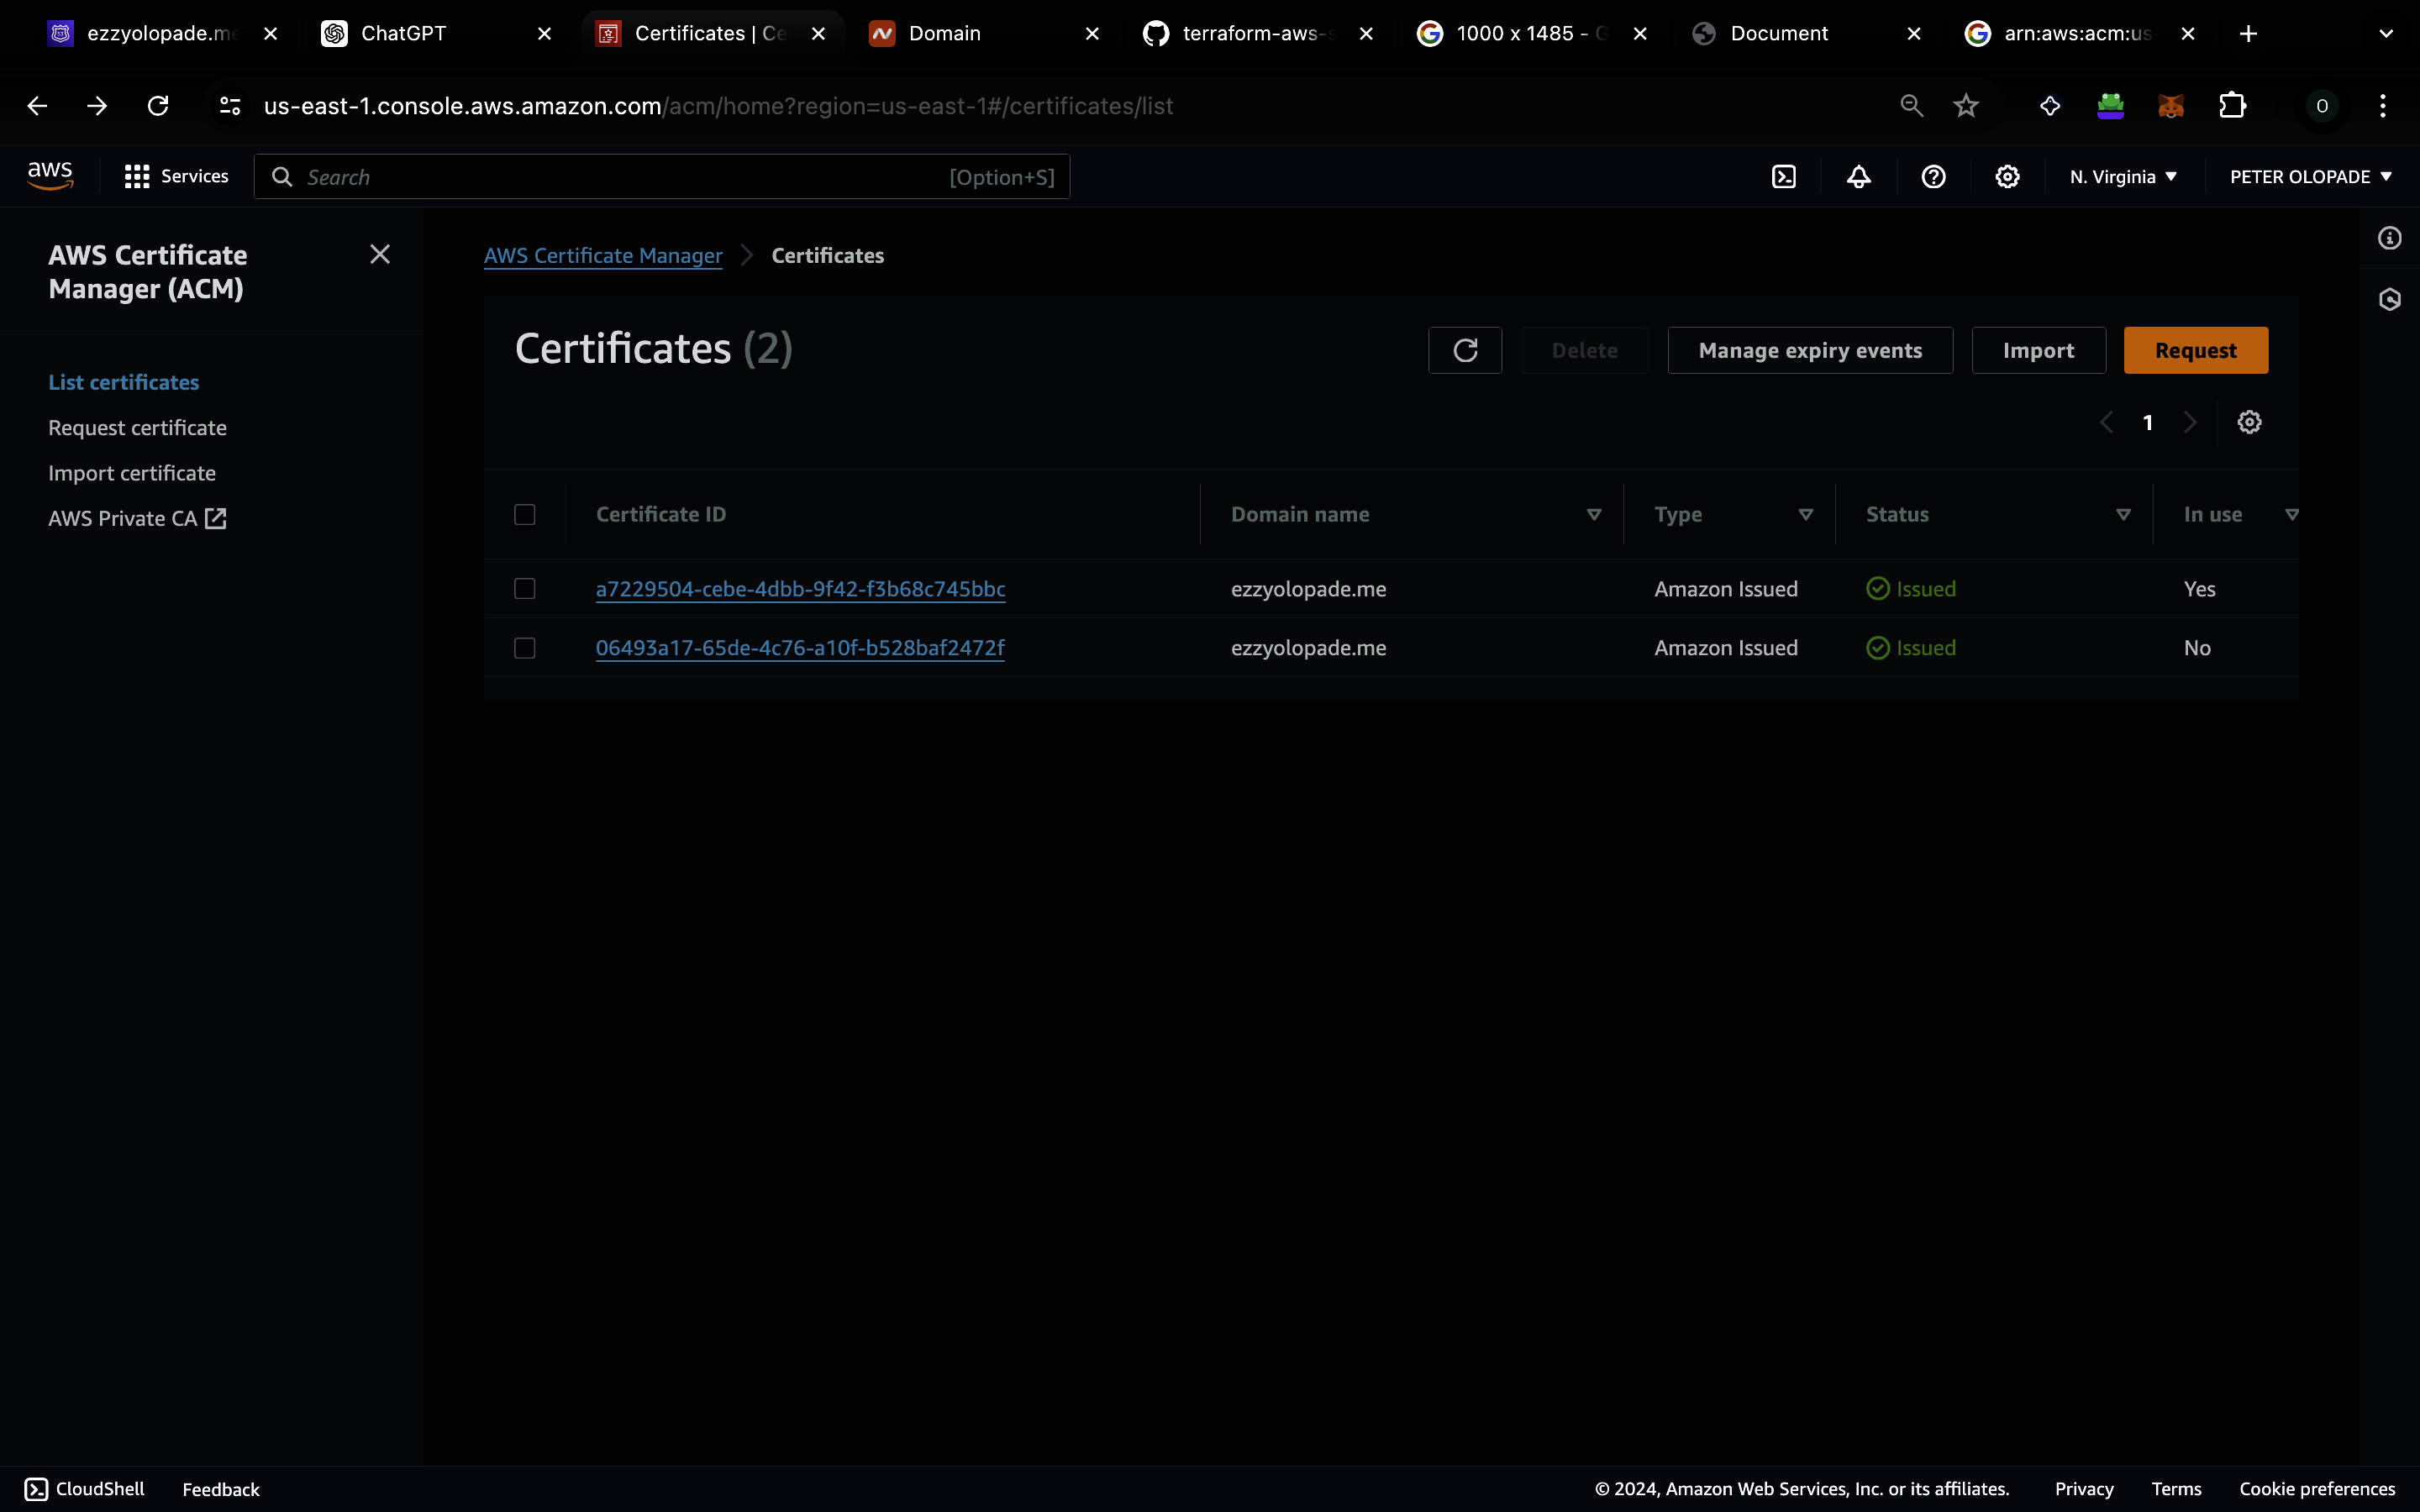 ezzyolopade.me
ChatGPT
Certificates | Ce
Domain
terraform-aws-s
1000 x 1485 - G
Document
arn:aws:acm:us
us-east-1.console.aws.amazon.com/acm/home?region=us-east-1#/certificates/list
O
aws
Services
Search
[Option+S]
N. Virginia
PETER OLOPADE
AWS Certificate
Manager (ACM)
List certificates
Request certificate
Import certificate
AWS Private CA
AWS Certificate Manager
Certificates
Certificates (2)
Delete
Manage expiry events
Import
Request
1
Certificate ID
Domain name
Type
Status
In use
a7229504-cebe-4dbb-9f42-f3b68c745bbc
ezzyolopade.me
Amazon Issued
Issued
Yes
06493a17-65de-4c76-a10f-b528baf2472f
ezzyolopade.me
Amazon Issued
Issued
No
CloudShell
Feedback
© 2024, Amazon Web Services, Inc. or its affiliates.
Privacy
Terms
Cookie preferences